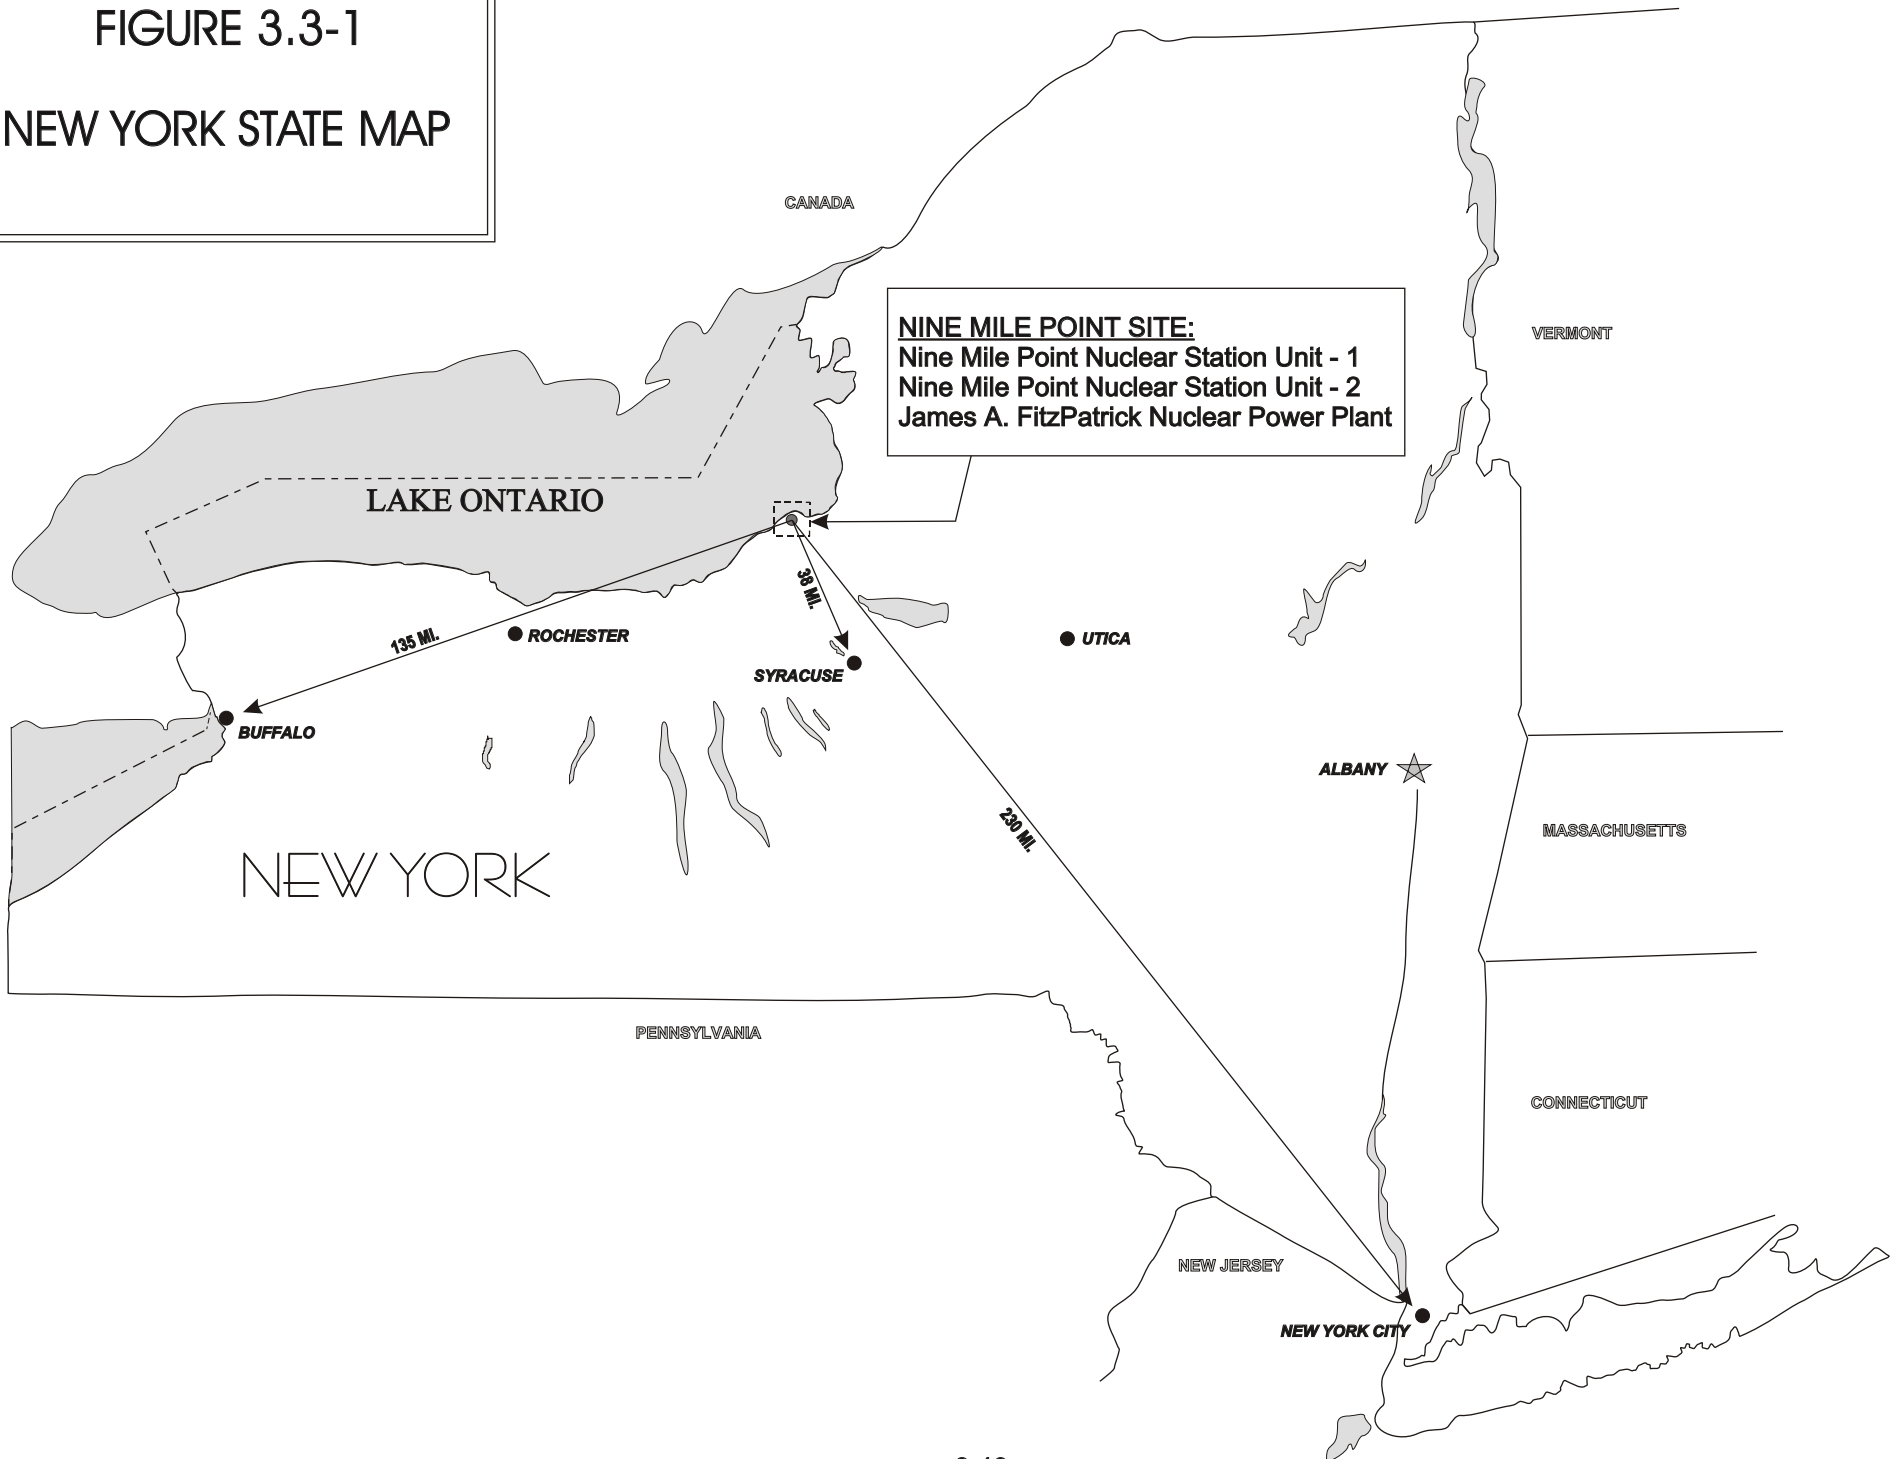 FIGURE 3.3-1
NEW YORK STATE MAP
CANADA
NINE MILE POINT SITE:
Nine Mile Point Nuclear Station Unit - 1
Nine Mile Point Nuclear Station Unit - 2
James A. FitzPatrick Nuclear Power Plant
VERMONT
LAKE ONTARIO
38 MI.
135 MI.
ROCHESTER
UTICA
SYRACUSE
BUFFALO
ALBANY
230 MI.
MASSACHUSETTS
NEW YORK
PENNSYLVANIA
CONNECTICUT
NEW JERSEY
NEW YORK CITY